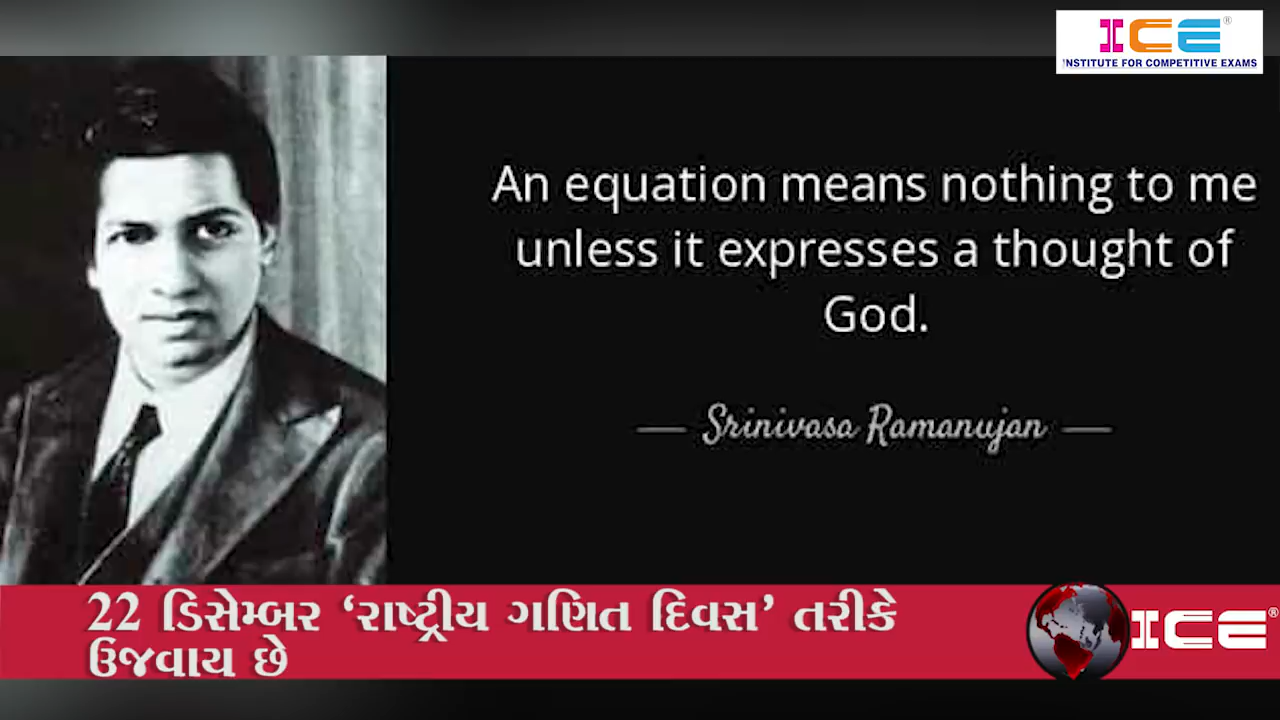 ICE®
INSTITUTE FOR COMPETITIVE EXAMS
An equation means nothing to me
unless it expresses a thought of
God.
Srinivasa Ramanujan
22 ડિસેમ્બર ‘રાષ્ટ્રીય ગણિત દિવસ’ તરીકે
ઉજવાય છે
ICE®